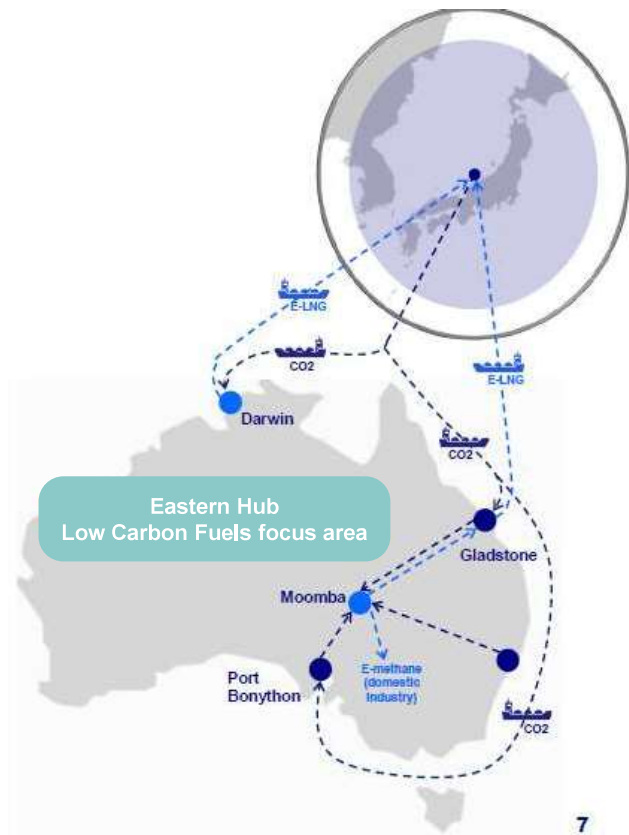 E-LNG
CO2
E-LNG
Darwin
CO2
Eastern Hub
Low Carbon Fuels focus area
Gladstone
Moomba
E-methane
(domestic
industry)
Port
Bonython
CO2
7